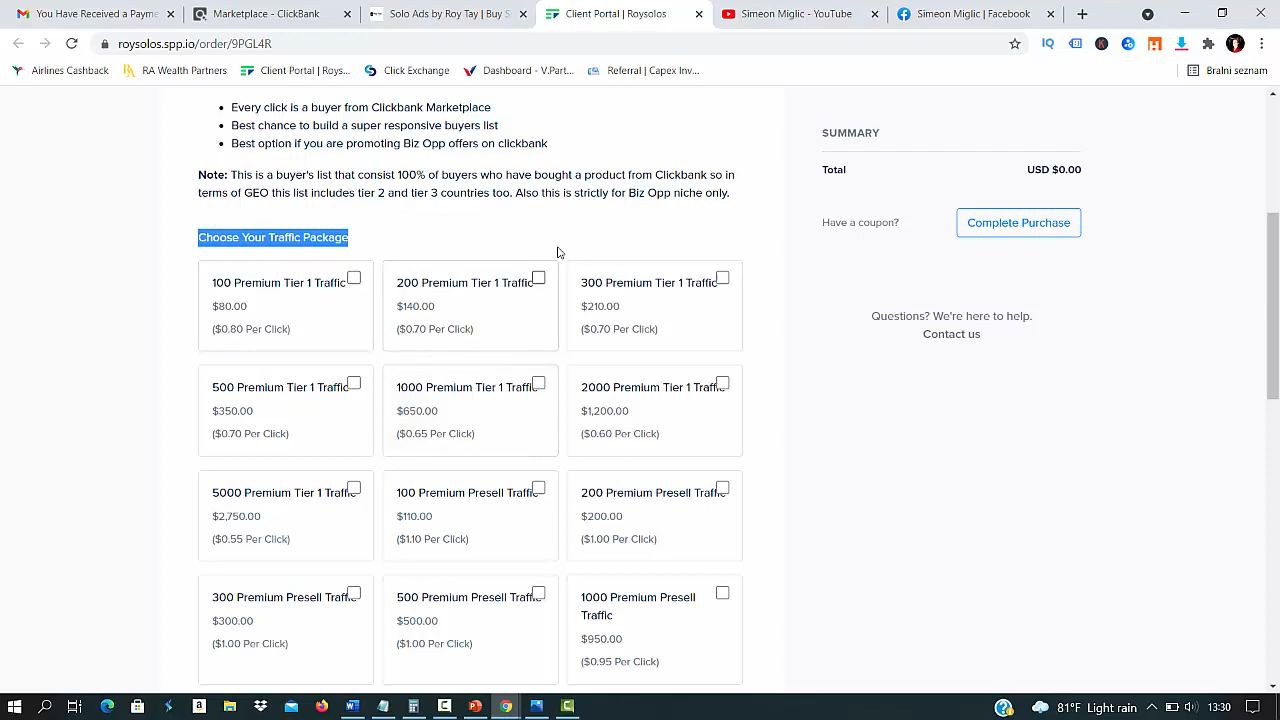 You Have Received a Payme
Marketplace - ClickBank
Solo Ads by Roy Tay | Buy S
Client Portal | Roysolos
Simeon Miglic - YouTube
Simeon Miglic | Facebook
roysolos.spp.io/order/9PGL4R
Airlines Cashback
RA Wealth Partners
Client Portal | Roys...
Click Exchange
Dashboard - V.Part...
Referral | Capex Inv...
Bralni seznam
• Every click is a buyer from Clickbank Marketplace
• Best chance to build a super responsive buyers list
• Best option if you are promoting Biz Opp offers on clickbank
Note: This is a buyer's list that consist 100% of buyers who have bought a product from Clickbank so in
terms of GEO this list includes tier 2 and tier 3 countries too. Also this is strictly for Biz Opp niche only.
Choose Your Traffic Package
100 Premium Tier 1 Traffic
$80.00
($0.80 Per Click)
200 Premium Tier 1 Traffic
$140.00
($0.70 Per Click)
300 Premium Tier 1 Traffic
$210.00
($0.70 Per Click)
500 Premium Tier 1 Traffic
$350.00
($0.70 Per Click)
1000 Premium Tier 1 Traffic
$650.00
($0.65 Per Click)
2000 Premium Tier 1 Traffic
$1,200.00
($0.60 Per Click)
5000 Premium Tier 1 Traffic
$2,750.00
($0.55 Per Click)
100 Premium Presell Traffic
$110.00
($1.10 Per Click)
200 Premium Presell Traffic
$200.00
($1.00 Per Click)
300 Premium Presell Traffic
$300.00
($1.00 Per Click)
500 Premium Presell Traffic
$500.00
($1.00 Per Click)
1000 Premium Presell
Traffic
$950.00
($0.95 Per Click)
SUMMARY
Total USD $0.00
Have a coupon?
Complete Purchase
Questions? We're here to help.
Contact us
81°F Light rain
13:30